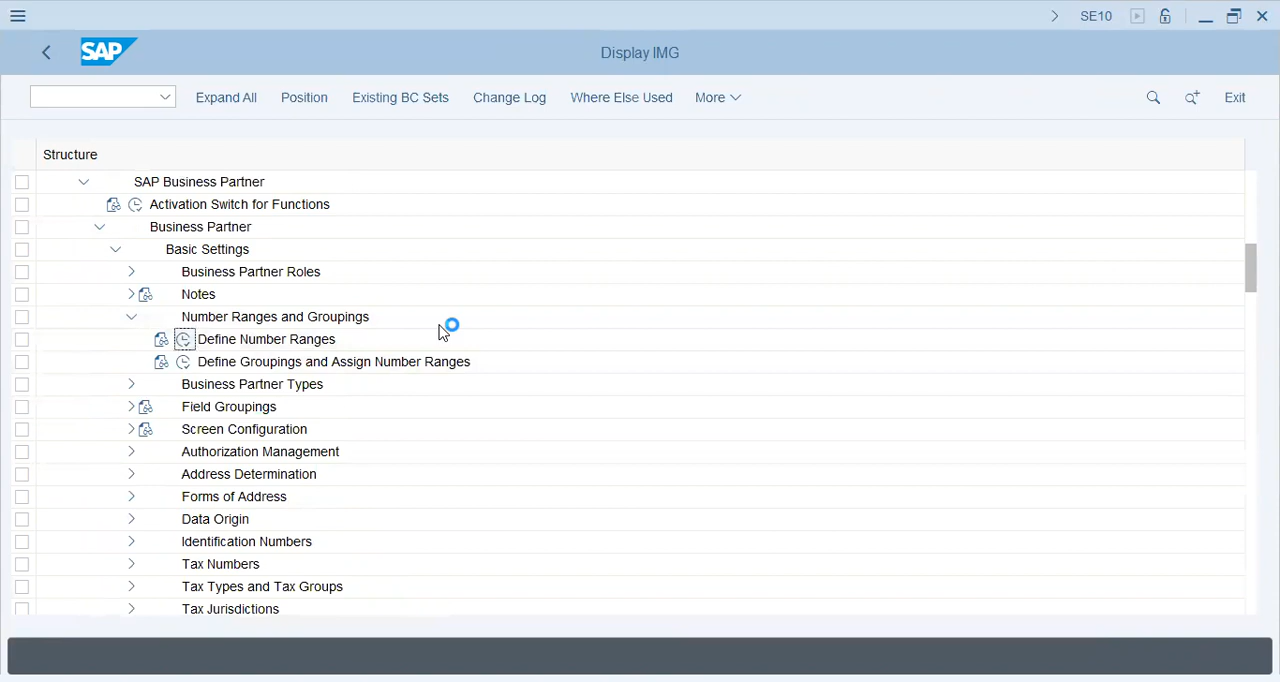 SE10
SAP
Display IMG
Expand All Position Existing BC Sets Change Log Where Else Used More Exit
Structure
SAP Business Partner
Activation Switch for Functions
Business Partner
Basic Settings
Business Partner Roles
Notes
Number Ranges and Groupings
Define Number Ranges
Define Groupings and Assign Number Ranges
Business Partner Types
Field Groupings
Screen Configuration
Authorization Management
Address Determination
Forms of Address
Data Origin
Identification Numbers
Tax Numbers
Tax Types and Tax Groups
Tax Jurisdictions